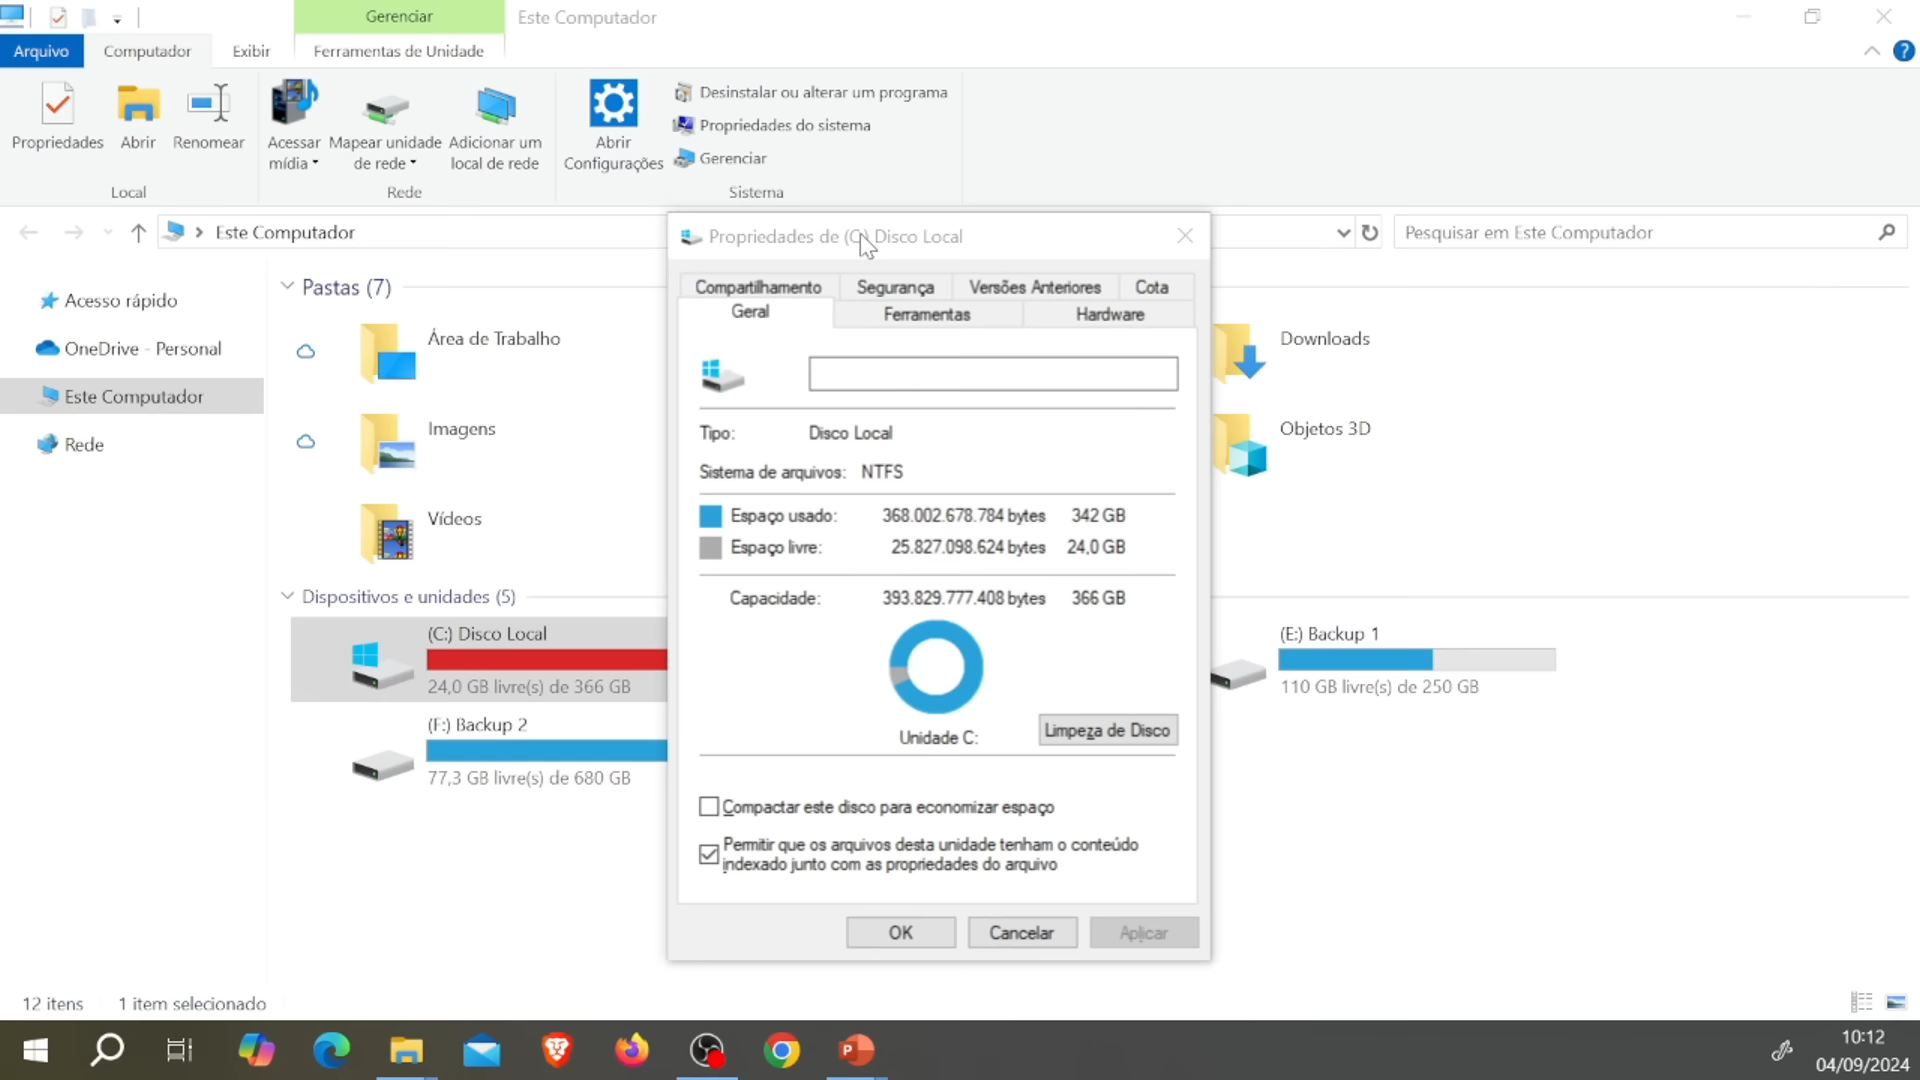 Gerenciar
Este Computador
Arquivo
Computador
Exibir
Ferramentas de Unidade
Propriedades
Abrir
Renomear
Acessar
mídia
Mapear unidade
de rede
Adicionar um
local de rede
Abrir
Configurações
Desinstalar ou alterar um programa
Propriedades do sistema
Gerenciar
Local
Rede
Sistema
Este Computador
Pesquisar em Este Computador
Acesso rápido
OneDrive - Personal
Este Computador
Rede
Pastas (7)
Área de Trabalho
Downloads
Imagens
Objetos 3D
Vídeos
Dispositivos e unidades (5)
(C:) Disco Local
24,0 GB livre(s) de 366 GB
(E:) Backup 1
110 GB livre(s) de 250 GB
(F:) Backup 2
77,3 GB livre(s) de 680 GB
Propriedades de (C:) Disco Local
Compartilhamento
Segurança
Versões Anteriores
Cota
Geral
Ferramentas
Hardware
Tipo: Disco Local
Sistema de arquivos: NTFS
Espaço usado: 368.002.678.784 bytes 342 GB
Espaço livre: 25.827.098.624 bytes 24,0 GB
Capacidade: 393.829.777.408 bytes 366 GB
Unidade C:
Limpeza de Disco
Compactar este disco para economizar espaço
Permitir que os arquivos desta unidade tenham o conteúdo
indexado junto com as propriedades do arquivo
OK
Cancelar
Aplicar
12 itens
1 item selecionado
10:12
04/09/2024